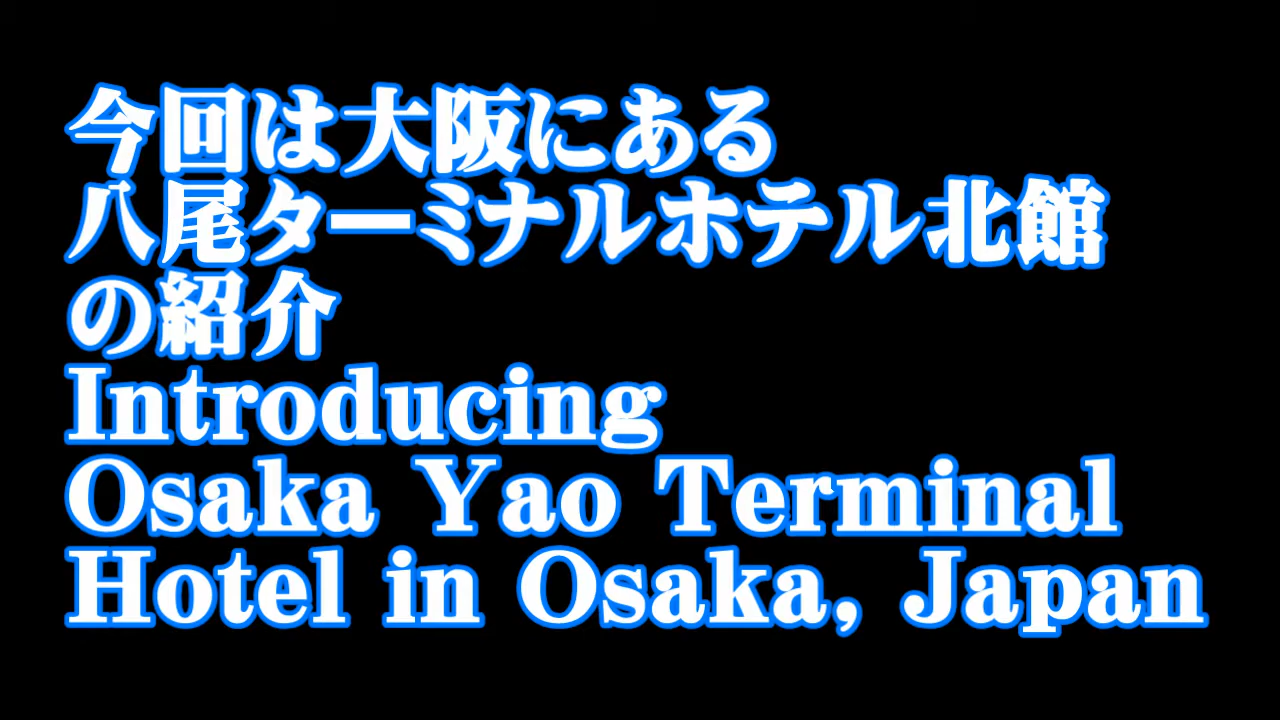 今回は大阪にある
八尾ターミナルホテル北館
の紹介
Introducing
Osaka Yao Terminal
Hotel in Osaka, Japan